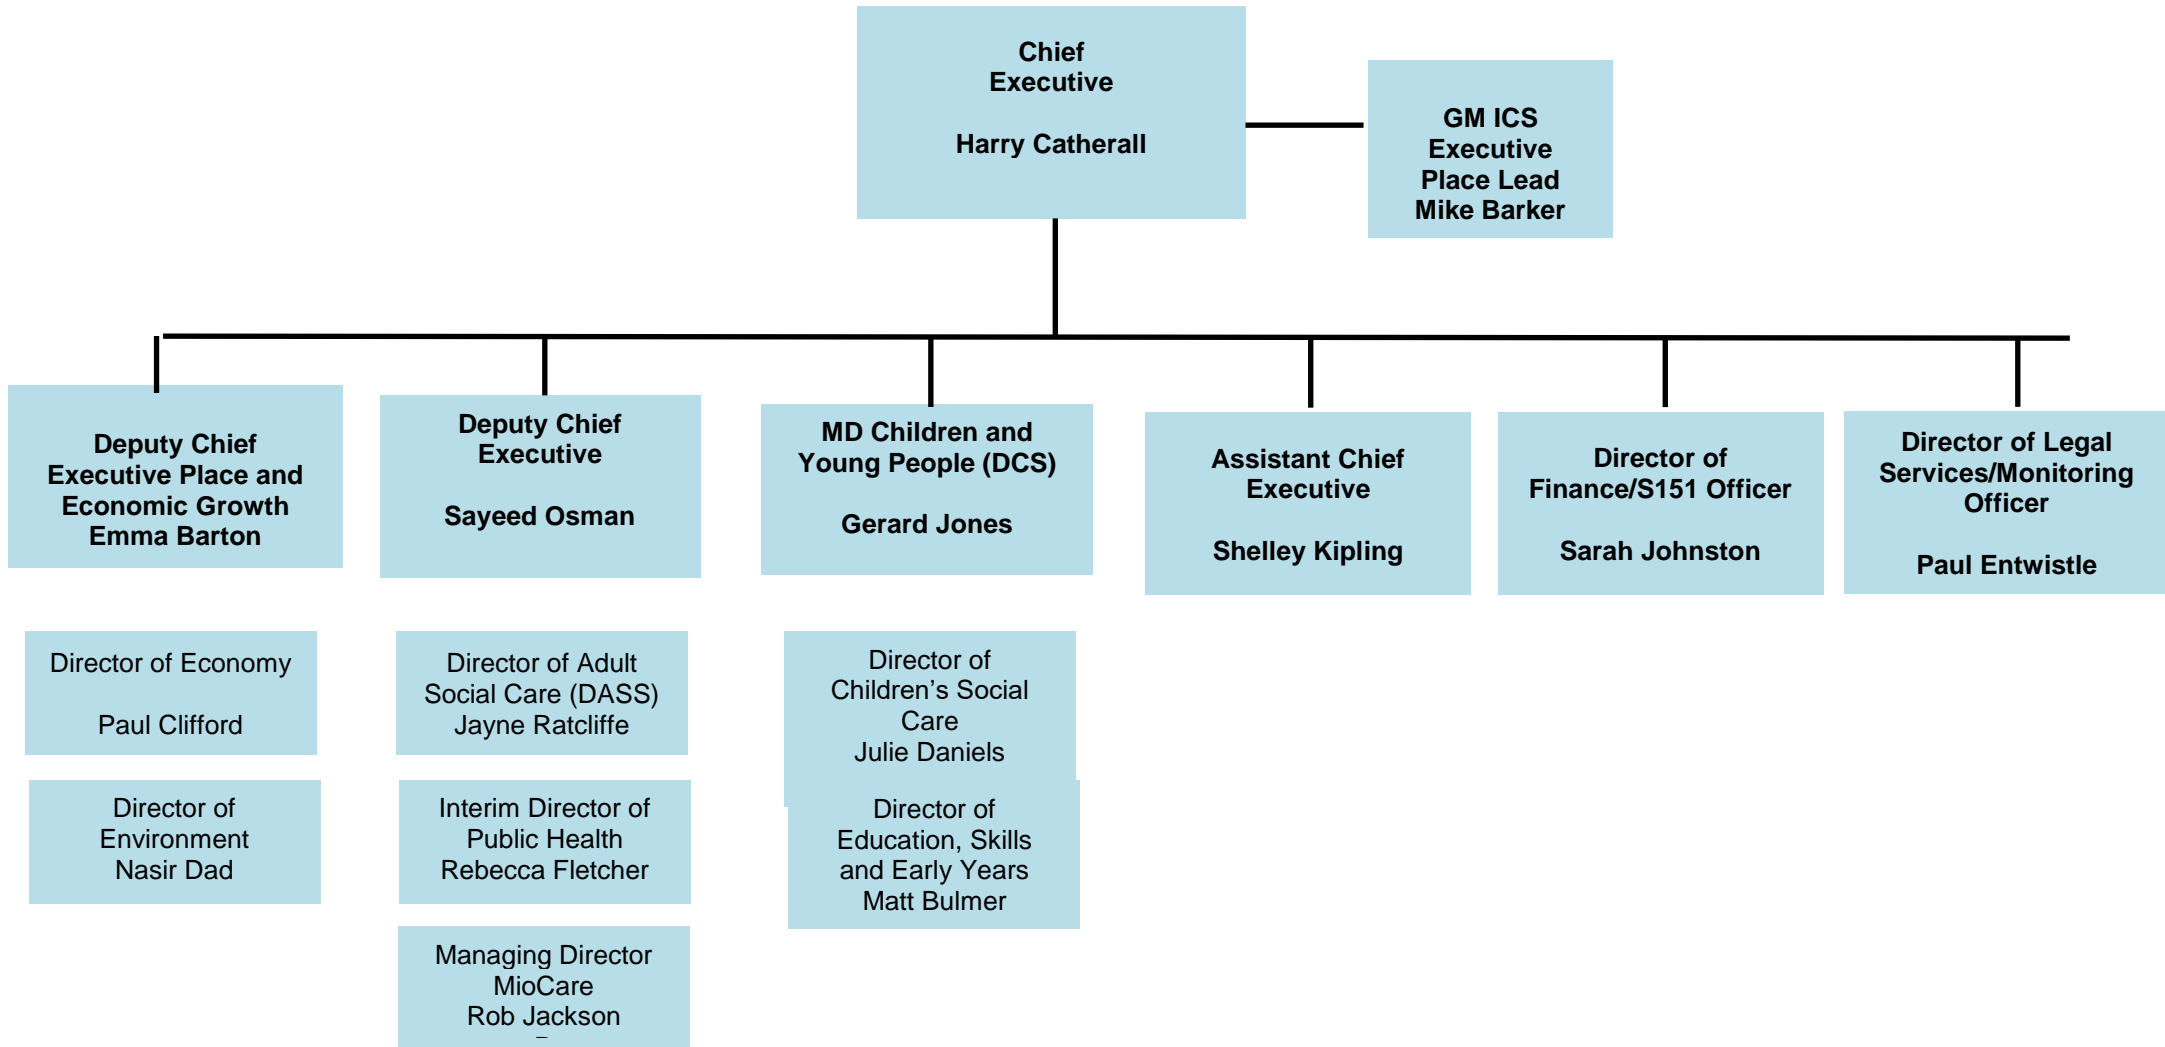 Chief
Executive
Harry Catherall
GM ICS
Executive
Place Lead
Mike Barker
Deputy Chief
Executive Place and
Economic Growth
Emma Barton
Deputy Chief
Executive
Sayeed Osman
MD Children and
Young People (DCS)
Gerard Jones
Assistant Chief
Executive
Shelley Kipling
Director of
Finance/S151 Officer
Sarah Johnston
Director of Legal
Services/Monitoring
Officer
Paul Entwistle
Director of Economy
Paul Clifford
Director of Adult
Social Care (DASS)
Jayne Ratcliffe
Director of
Children’s Social
Care
Julie Daniels
Director of
Environment
Nasir Dad
Interim Director of
Public Health
Rebecca Fletcher
Director of
Education, Skills
and Early Years
Matt Bulmer
Managing Director
MioCare
Rob Jackson